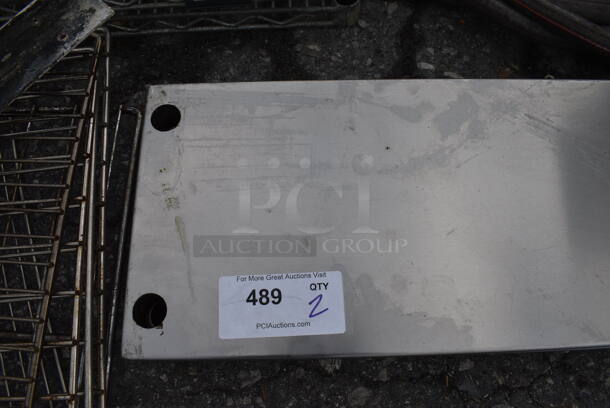 PCI
AUCTION GROUP
For More Great Auctions Visit
489 QTY 2
PCIAuctions.com